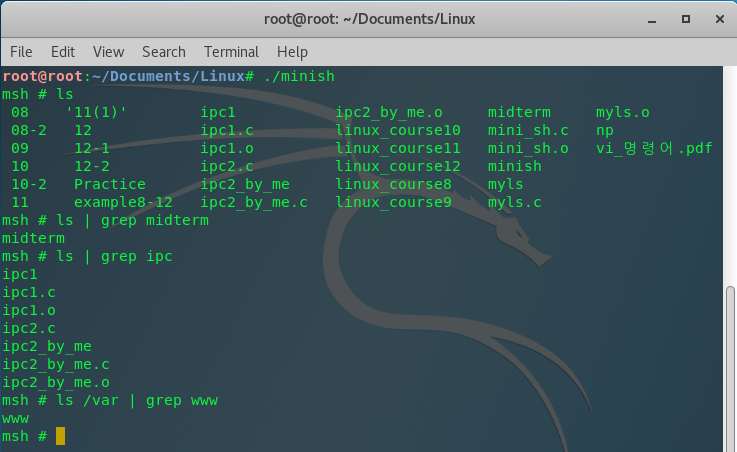 root@root: ~/Documents/Linux
File Edit View Search Terminal Help
root@root:~/Documents/Linux# ./minish
msh # ls
08 '11(1)' ipc1 ipc2_by_me.o midterm myls.o
08-2 12 ipc1.c linux_course10 mini_sh.c np
09 12-1 ipc1.o linux_course11 mini_sh.o vi_명령어.pdf
10 12-2 ipc2.c linux_course12 minish
10-2 Practice ipc2_by_me linux_course8 myls
11 example8-12 ipc2_by_me.c linux_course9 myls.c
msh # ls | grep midterm
midterm
msh # ls | grep ipc
ipc1
ipc1.c
ipc1.o
ipc2.c
ipc2_by_me
ipc2_by_me.c
ipc2_by_me.o
msh # ls /var | grep www
www
msh #